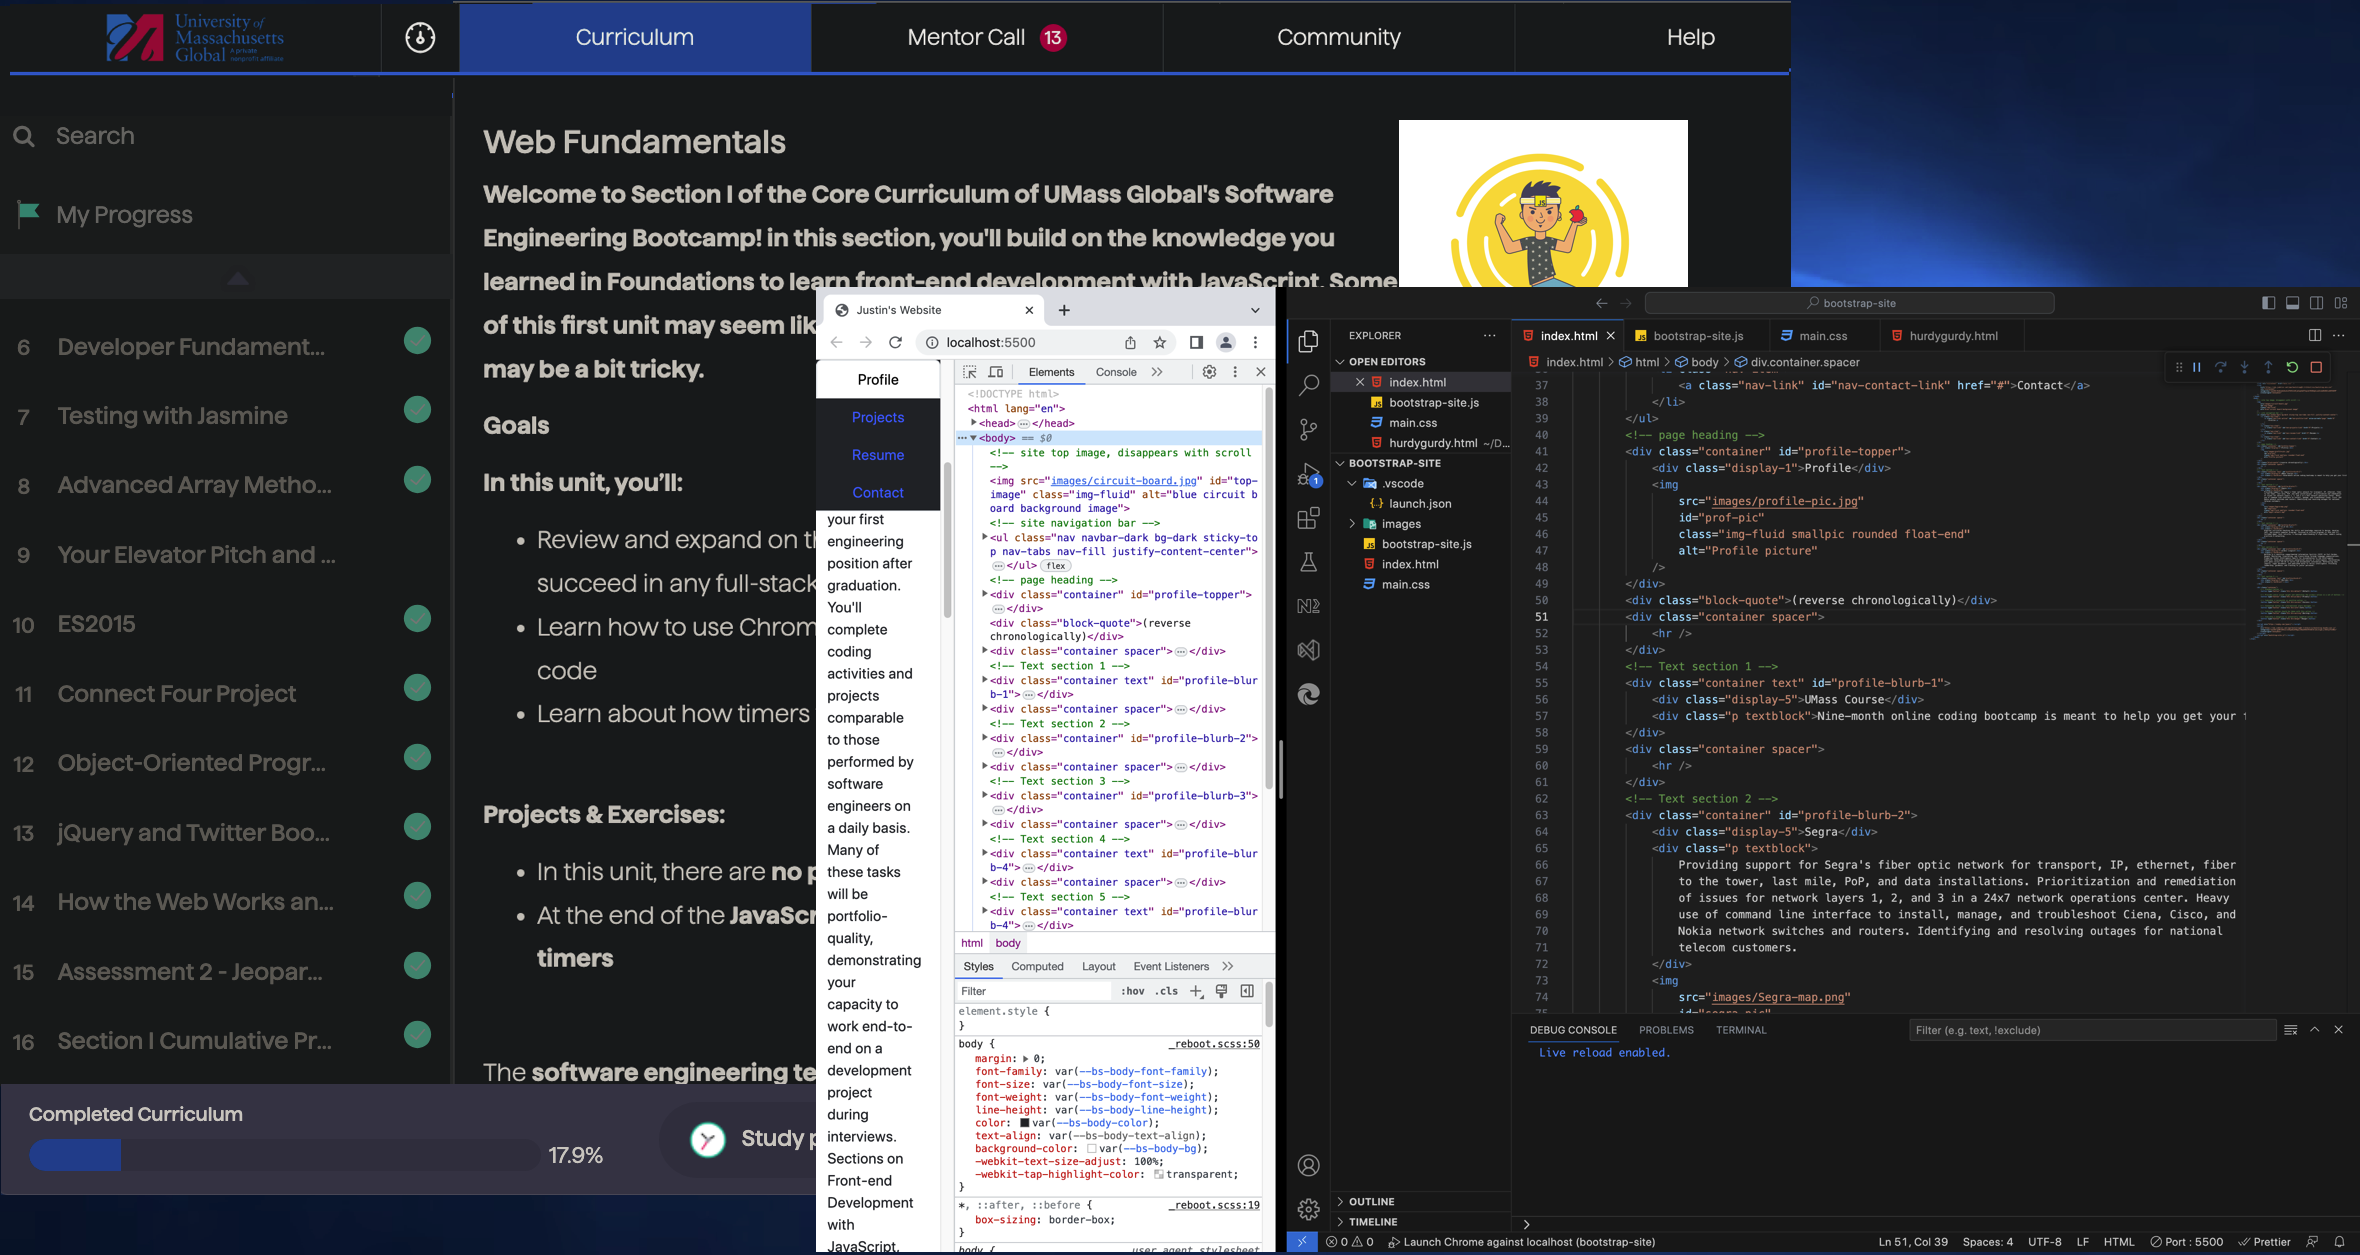 University of
Massachusetts
Global A private
nonprofit affiliate
Curriculum
Mentor Call 13
Community
Help
Search
My Progress
6 Developer Fundament...
7 Testing with Jasmine
8 Advanced Array Metho...
9 Your Elevator Pitch and ...
10 ES2015
11 Connect Four Project
12 Object-Oriented Progr...
13 jQuery and Twitter Boo...
14 How the Web Works an...
15 Assessment 2 - Jeopar...
16 Section I Cumulative Pr...
Completed Curriculum
17.9%
Study p
Web Fundamentals
Welcome to Section I of the Core Curriculum of UMass Global's Software
Engineering Bootcamp! in this section, you'll build on the knowledge you
learned in Foundations to learn front-end development with JavaScript. Some
of this first unit may seem lik
may be a bit tricky.
Goals
In this unit, you'll:
• Review and expand on th
succeed in any full-stack
• Learn how to use Chrom
code
• Learn about how timers
Projects & Exercises:
• In this unit, there are no p
• At the end of the JavaScr
timers
The software engineering te
JS
Justin's Website
localhost:5500
Profile
Projects
Resume
Contact
your first
engineering
position after
graduation.
You'll
complete
coding
activities and
projects
comparable
to those
performed by
software
engineers on
a daily basis.
Many of
these tasks
will be
portfolio-
quality,
demonstrating
your
capacity to
work end-to-
end on a
development
project
during
interviews.
Sections on
Front-end
Development
with
JavaScript,
Elements Console
<!DOCTYPE html>
<html lang="en">
<head> … </head>
… <body> == $0
<!-- site top image, disappears with scroll
-->
<img src="images/circuit-board.jpg" id="top-
image" class="img-fluid" alt="blue circuit b
oard background image">
<!-- site navigation bar -->
<ul class="nav navbar-dark bg-dark sticky-to
p nav-tabs nav-fill justify-content-center">
… </ul> flex
<!-- page heading -->
<div class="container" id="profile-topper">
… </div>
<div class="block-quote">(reverse
chronologically)</div>
<div class="container spacer"> … </div>
<!-- Text section 1 -->
<div class="container text" id="profile-blur
b-1"> … </div>
<div class="container spacer"> … </div>
<!-- Text section 2 -->
<div class="container" id="profile-blurb-2">
… </div>
<div class="container spacer"> … </div>
<!-- Text section 3 -->
<div class="container" id="profile-blurb-3">
… </div>
<div class="container spacer"> … </div>
<!-- Text section 4 -->
<div class="container text" id="profile-blur
b-4"> … </div>
<div class="container spacer"> … </div>
<!-- Text section 5 -->
<div class="container text" id="profile-blur
b-4"> … </div>
html body
Styles Computed Layout Event Listeners
Filter :hov .cls
element.style {
}
body { _reboot.scss:50
margin: 0;
font-family: var(--bs-body-font-family);
font-size: var(--bs-body-font-size);
font-weight: var(--bs-body-font-weight);
line-height: var(--bs-body-line-height);
color: var(--bs-body-color);
text-align: var(--bs-body-text-align);
background-color: var(--bs-body-bg);
-webkit-text-size-adjust: 100%;
-webkit-tap-highlight-color: transparent;
}
*, ::after, ::before { _reboot.scss:19
box-sizing: border-box;
}
body { user agent stylesheet
bootstrap-site
EXPLORER
OPEN EDITORS
index.html
bootstrap-site.js
main.css
hurdygurdy.html ~/D...
BOOTSTRAP-SITE
.vscode
launch.json
images
bootstrap-site.js
index.html
main.css
OUTLINE
TIMELINE
1
index.html bootstrap-site.js main.css hurdygurdy.html
index.html > html > body > div.container.spacer
37 <a class="nav-link" id="nav-contact-link" href="#">Contact</a>
38 </li>
39 </ul>
40 <!-- page heading -->
41 <div class="container" id="profile-topper">
42 <div class="display-1">Profile</div>
43 <img
44 src="images/profile-pic.jpg"
45 id="prof-pic"
46 class="img-fluid smallpic rounded float-end"
47 alt="Profile picture"
48 />
49 </div>
50 <div class="block-quote">(reverse chronologically)</div>
51 <div class="container spacer">
52 <hr />
53 </div>
54 <!-- Text section 1 -->
55 <div class="container text" id="profile-blurb-1">
56 <div class="display-5">UMass Course</div>
57 <div class="p textblock">Nine-month online coding bootcamp is meant to help you get your f
58 </div>
59 <div class="container spacer">
60 <hr />
61 </div>
62 <!-- Text section 2 -->
63 <div class="container" id="profile-blurb-2">
64 <div class="display-5">Segra</div>
65 <div class="p textblock">
66 Providing support for Segra's fiber optic network for transport, IP, ethernet, fiber
67 to the tower, last mile, PoP, and data installations. Prioritization and remediation
68 of issues for network layers 1, 2, and 3 in a 24x7 network operations center. Heavy
69 use of command line interface to install, manage, and troubleshoot Ciena, Cisco, and
70 Nokia network switches and routers. Identifying and resolving outages for national
71 telecom customers.
72 </div>
73 <img
74 src="images/Segra-map.png"
DEBUG CONSOLE PROBLEMS TERMINAL Filter (e.g. text, !exclude)
Live reload enabled.
0 0 Launch Chrome against localhost (bootstrap-site)
Ln 51, Col 39 Spaces: 4 UTF-8 LF HTML Port : 5500 Prettier